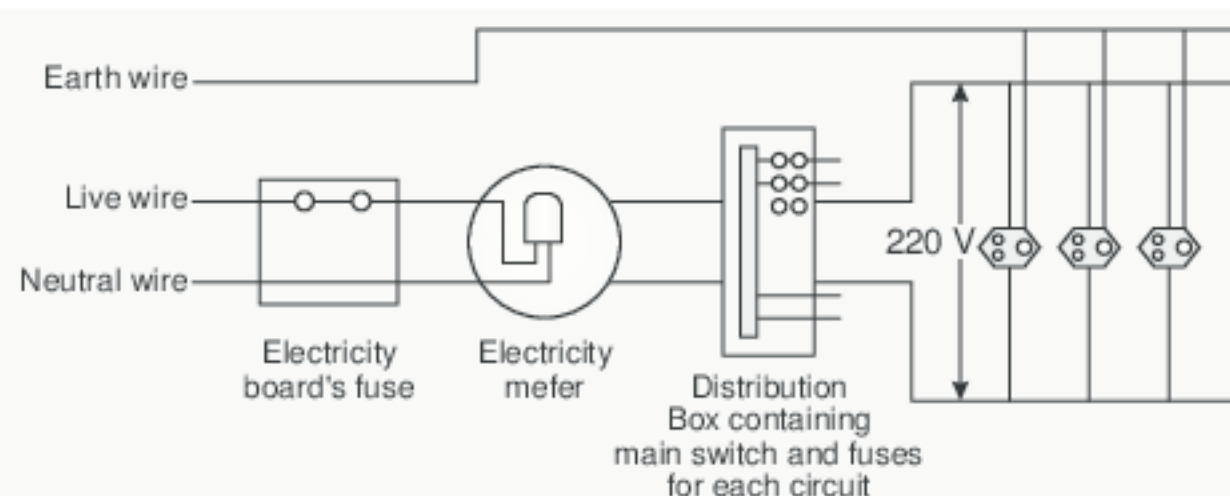 Earth wire
Live wire
Neutral wire
220 V
Electricity
board's fuse
Electricity
mefer
Distribution
Box containing
main switch and fuses
for each circuit